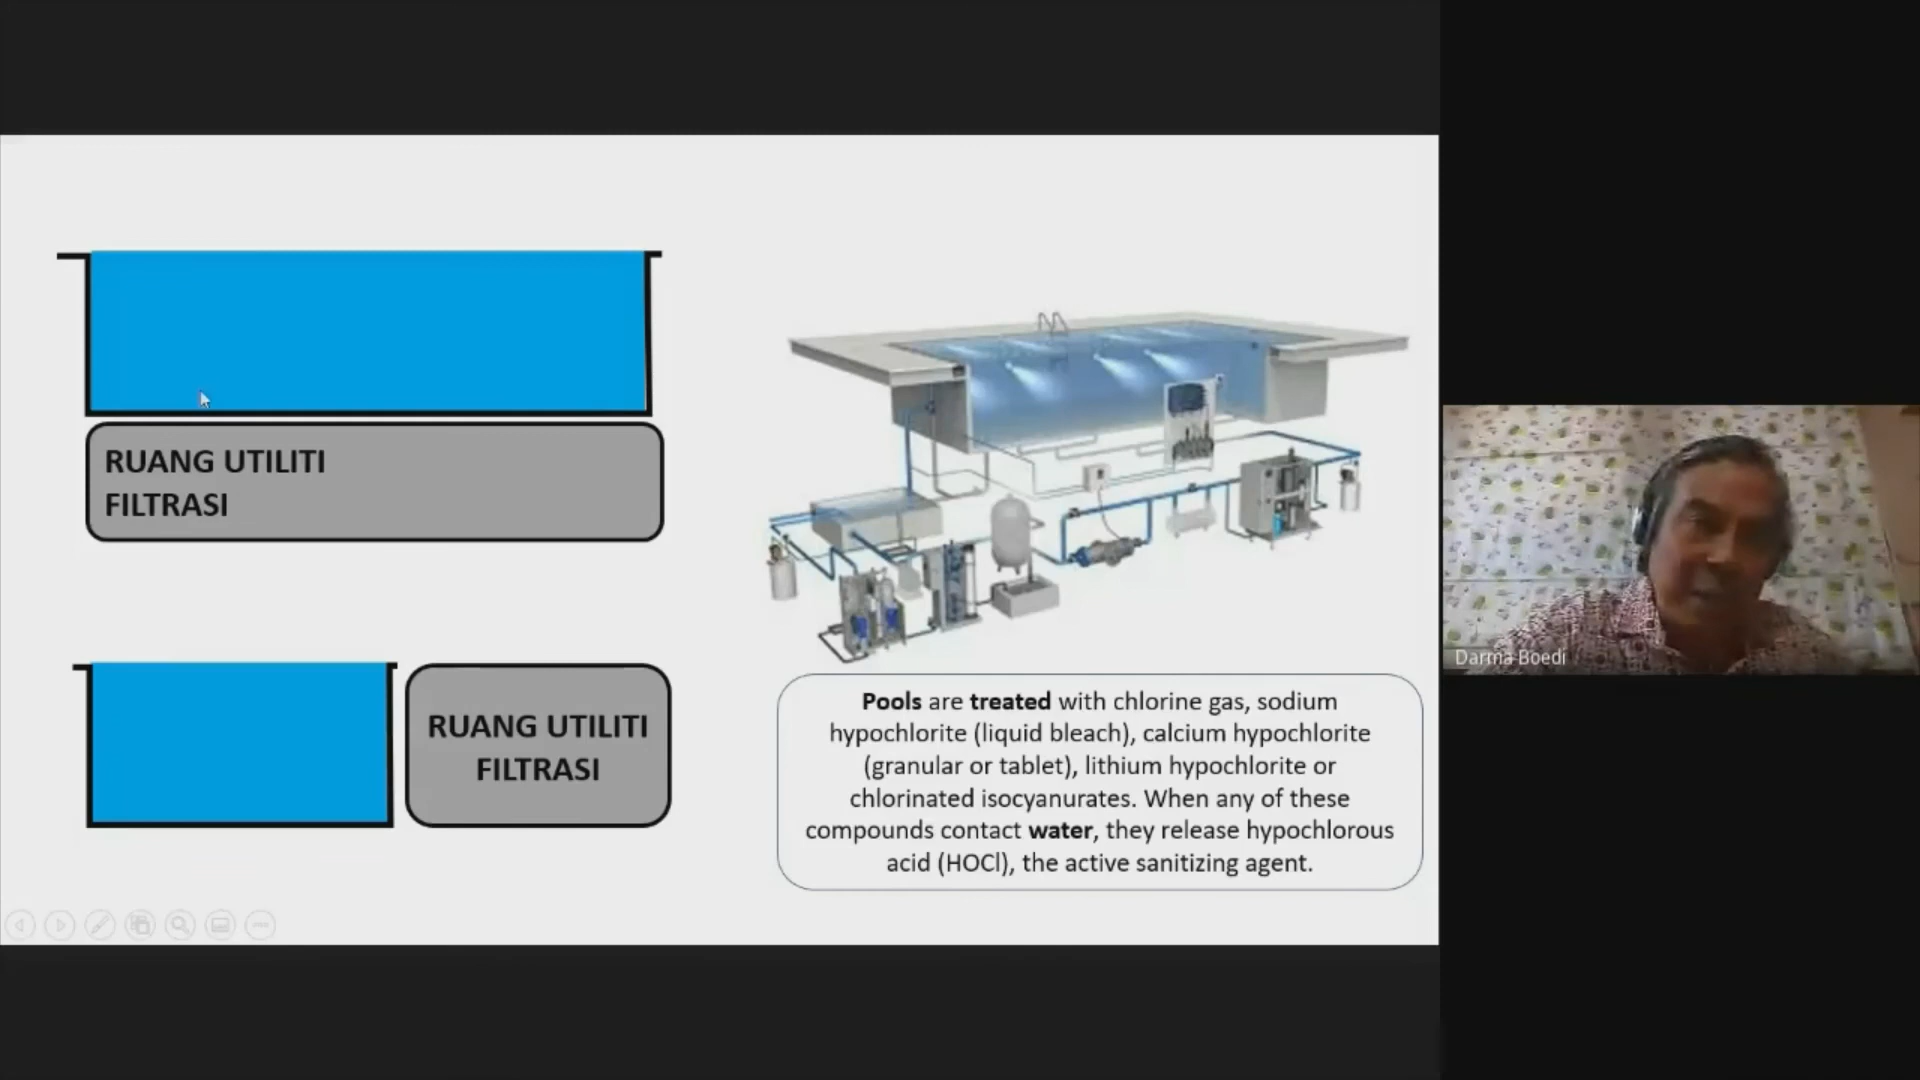 RUANG UTILITI
FILTRASI
RUANG UTILITI
FILTRASI
Pools are treated with chlorine gas, sodium
hypochlorite (liquid bleach), calcium hypochlorite
(granular or tablet), lithium hypochlorite or
chlorinated isocyanurates. When any of these
compounds contact water, they release hypochlorous
acid (HOCl), the active sanitizing agent.
Darma Boedi